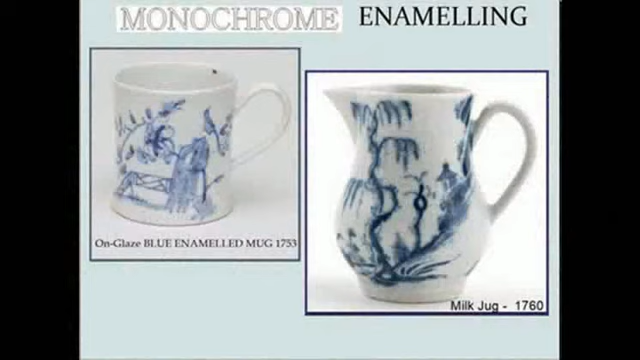 MONOCHROME ENAMELLING
On-Glaze BLUE ENAMELLED MUG 1753
Milk Jug - 1760